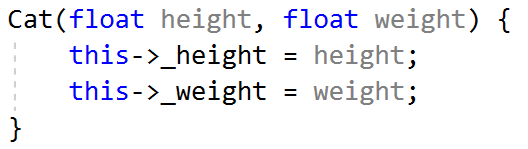 Cat(float height, float weight) {
    this->_height = height;
    this->_weight = weight;
}